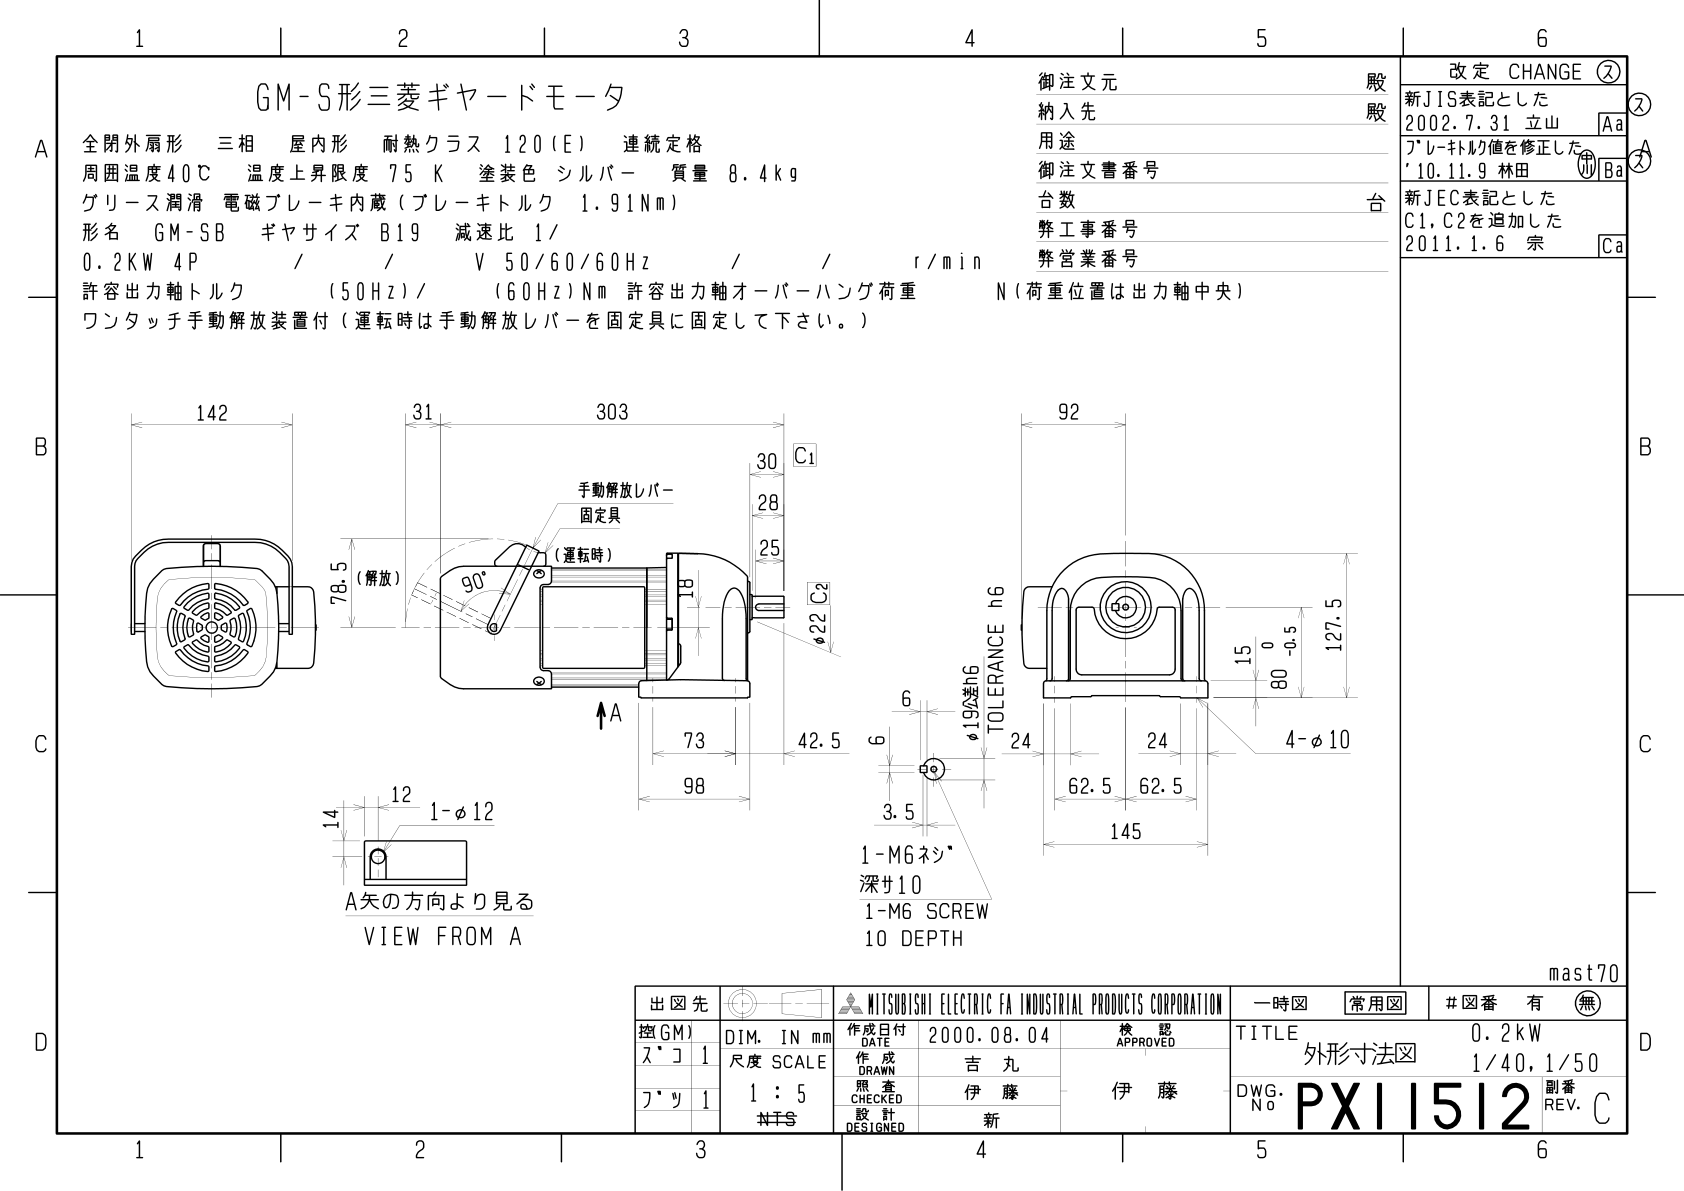 1 2 3 4 5 6
GM-S形三菱ギヤードモータ
全閉外扇形 三相 屋内形 耐熱クラス 120(E) 連続定格
周囲温度40℃ 温度上昇限度 75 K 塗装色 シルバー 質量 8.4kg
グリース潤滑 電磁ブレーキ内蔵(ブレーキトルク 1.91Nm)
形名 GM-SB ギヤサイズ B19 減速比 1/
0.2KW 4P / / V 50/60/60Hz / / r/min
許容出力軸トルク (50Hz)/ (60Hz)Nm 許容出力軸オーバーハング荷重 N(荷重位置は出力軸中央)
ワンタッチ手動解放装置付(運転時は手動解放レバーを固定具に固定して下さい。)
御注文元 殿
納入先 殿
用途
御注文書番号
台数 台
弊工事番号
弊営業番号
改定 CHANGE ス
新JIS表記とした ス
2002.7.31 立山 Aa
ブレーキトルク値を修正した
'10.11.9 林田 Ba ス
新JEC表記とした
C1,C2を追加した
2011.1.6 宗 Ca
A A
B B
C C
D D
142
31
303
30 C1
28
25
手動解放レバー
固定具
(運転時)
(解放)
78.5
90°
18
φ22 C2
A
73
42.5
98
92
127.5
15
80 0 -0.5
24
24
4-φ10
62.5 62.5
145
6
6
φ19公差h6
TOLERANCE h6
3.5
1-M6ネジ
深サ10
1-M6 SCREW
10 DEPTH
12
14
1-φ12
A矢の方向より見る
VIEW FROM A
mast70
出図先
控(GM)
スﾞコ 1
フﾞツ 1
DIM. IN mm
尺度 SCALE
1 : 5
NTS
MITSUBISHI ELECTRIC FA INDUSTRIAL PRODUCTS CORPORATION
作成日付 DATE 2000.08.04
作成 DRAWN 吉丸
照査 CHECKED 伊藤
設計 DESIGNED 新
検認 APPROVED
伊藤
一時図 常用図 #図番 有 無
TITLE 0.2kW
外形寸法図 1/40,1/50
DWG. No PX11512
副番 REV. C
1 2 3 4 5 6